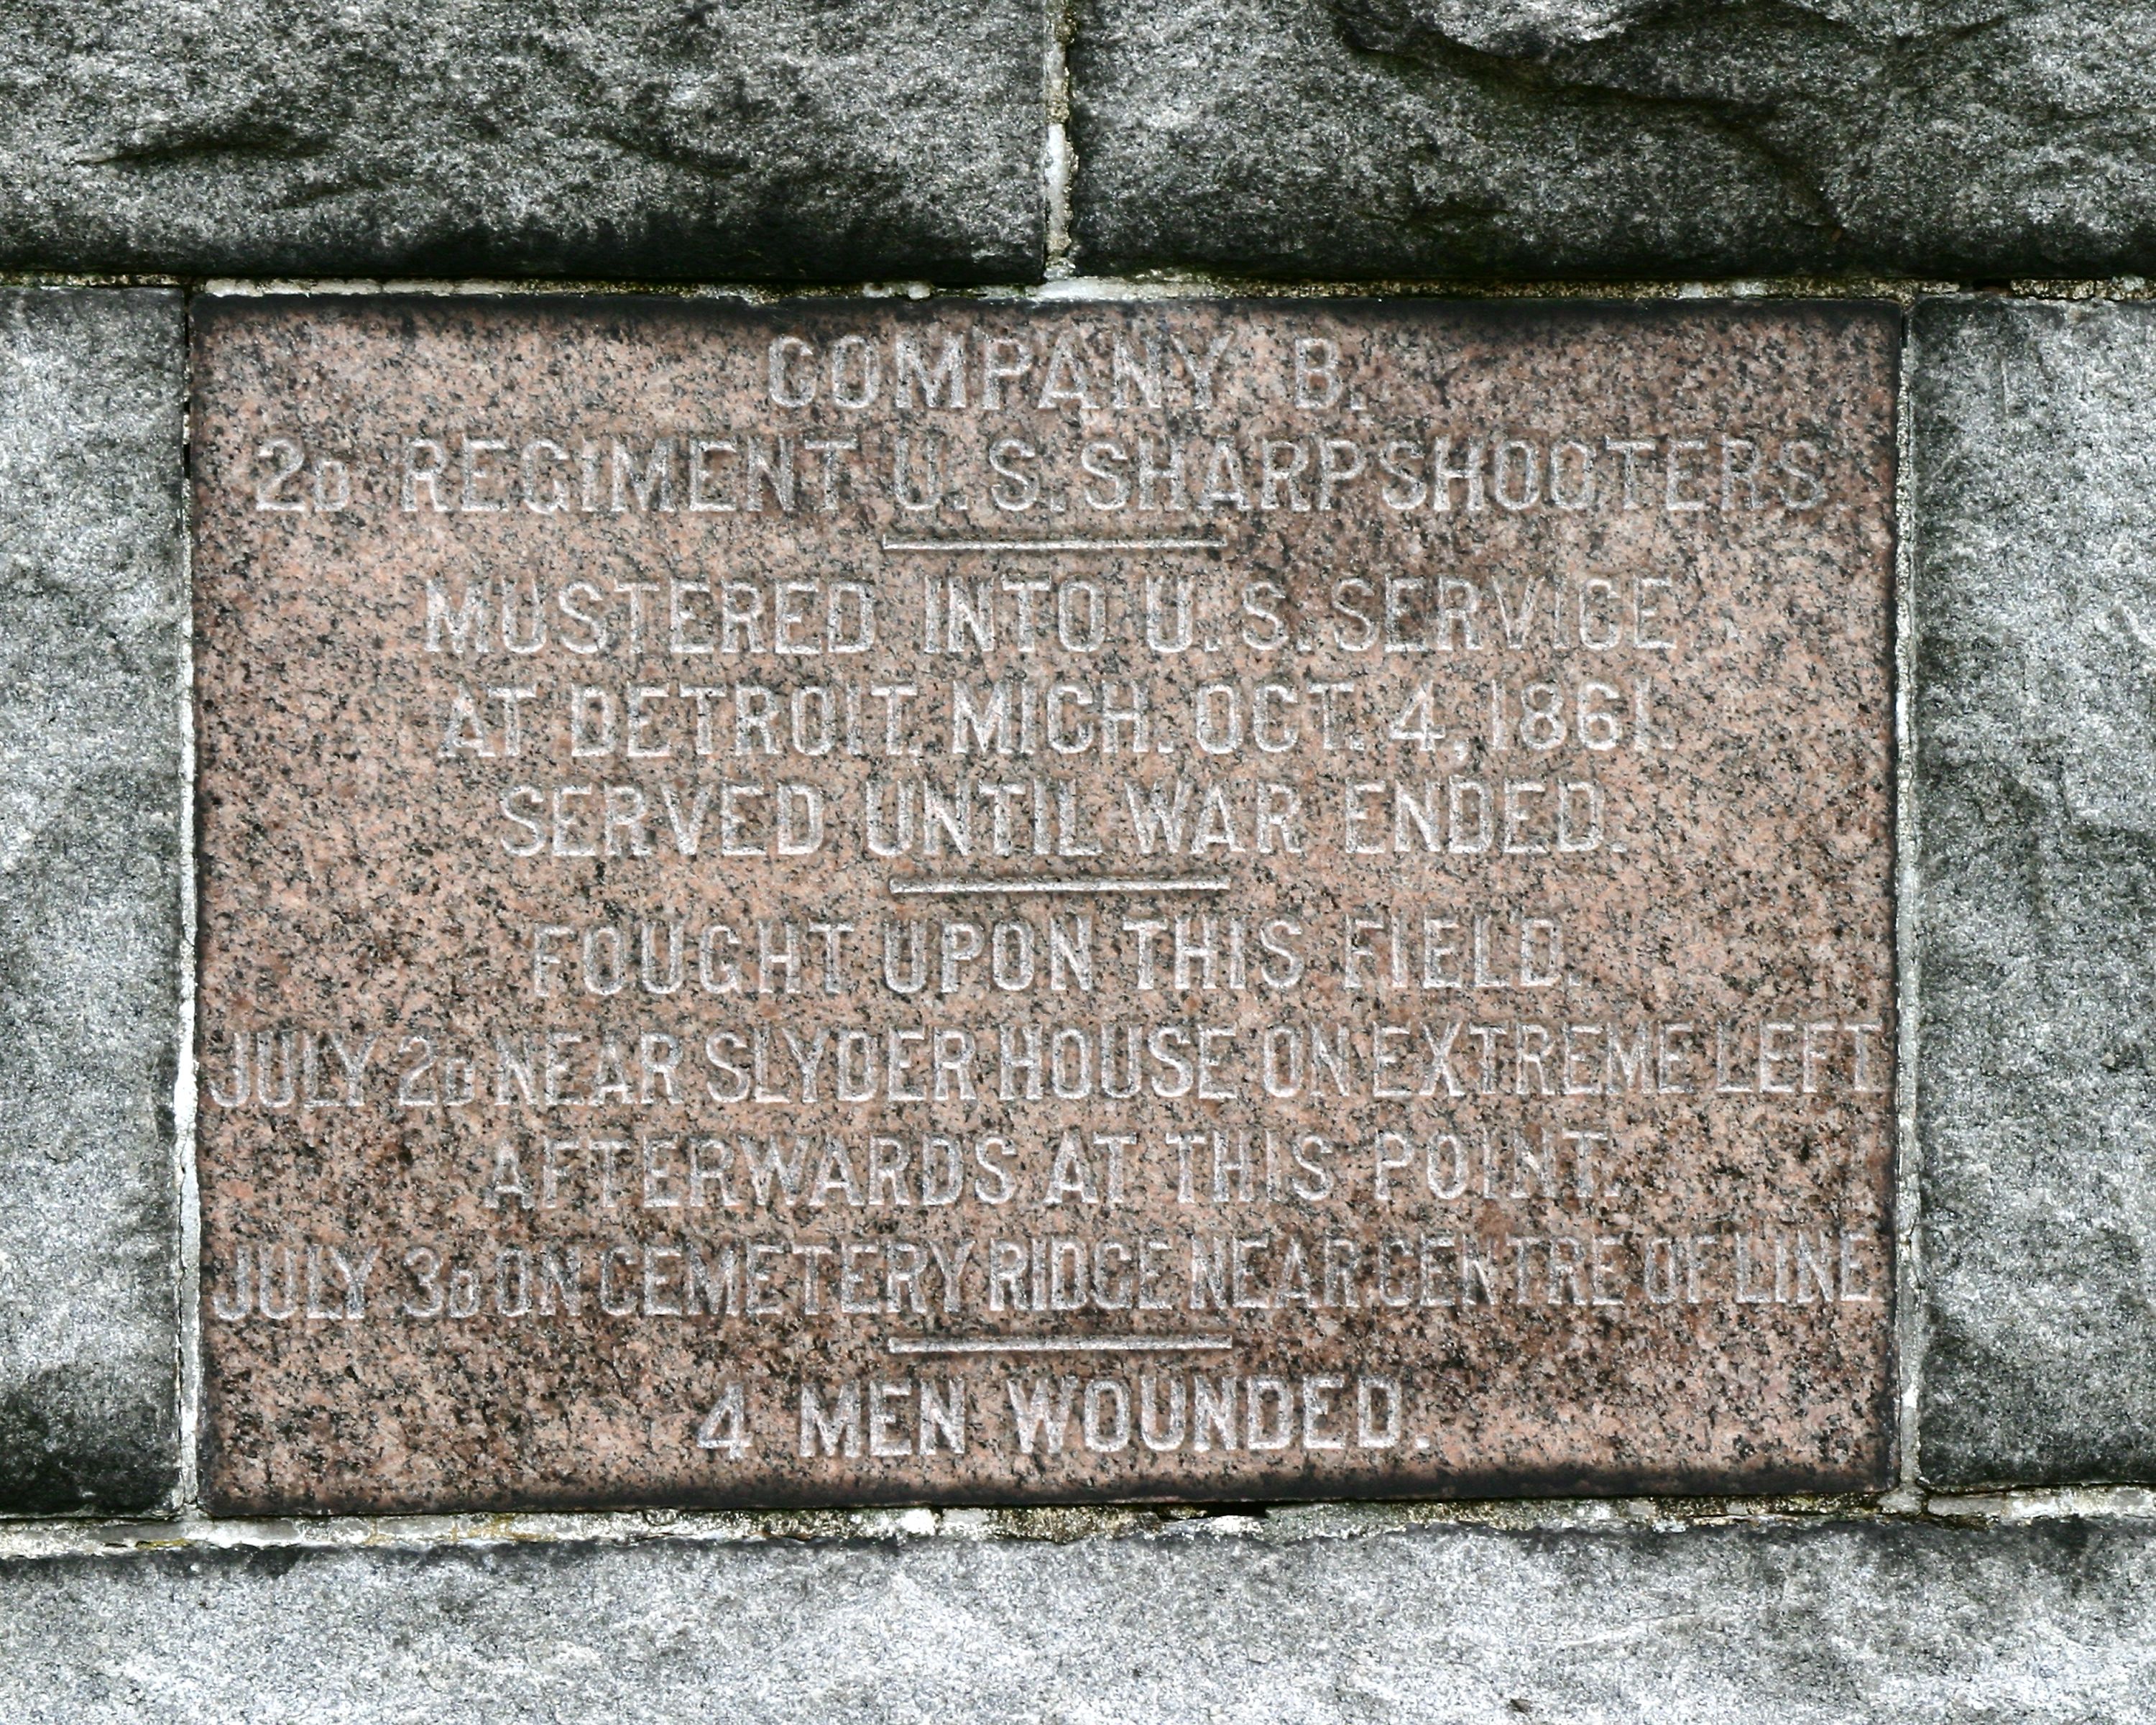 COMPANY B.
2D REGIMENT U.S. SHARPSHOOTERS
MUSTERED INTO U.S. SERVICE
AT DETROIT. MICH. OCT. 4, 1861.
SERVED UNTIL WAR ENDED.
FOUGHT UPON THIS FIELD.
JULY 2D NEAR SLYDER HOUSE ON EXTREME LEFT
AFTERWARDS AT THIS POINT.
JULY 3D ON CEMETERY RIDGE NEAR CENTRE OF LINE
4 MEN WOUNDED.